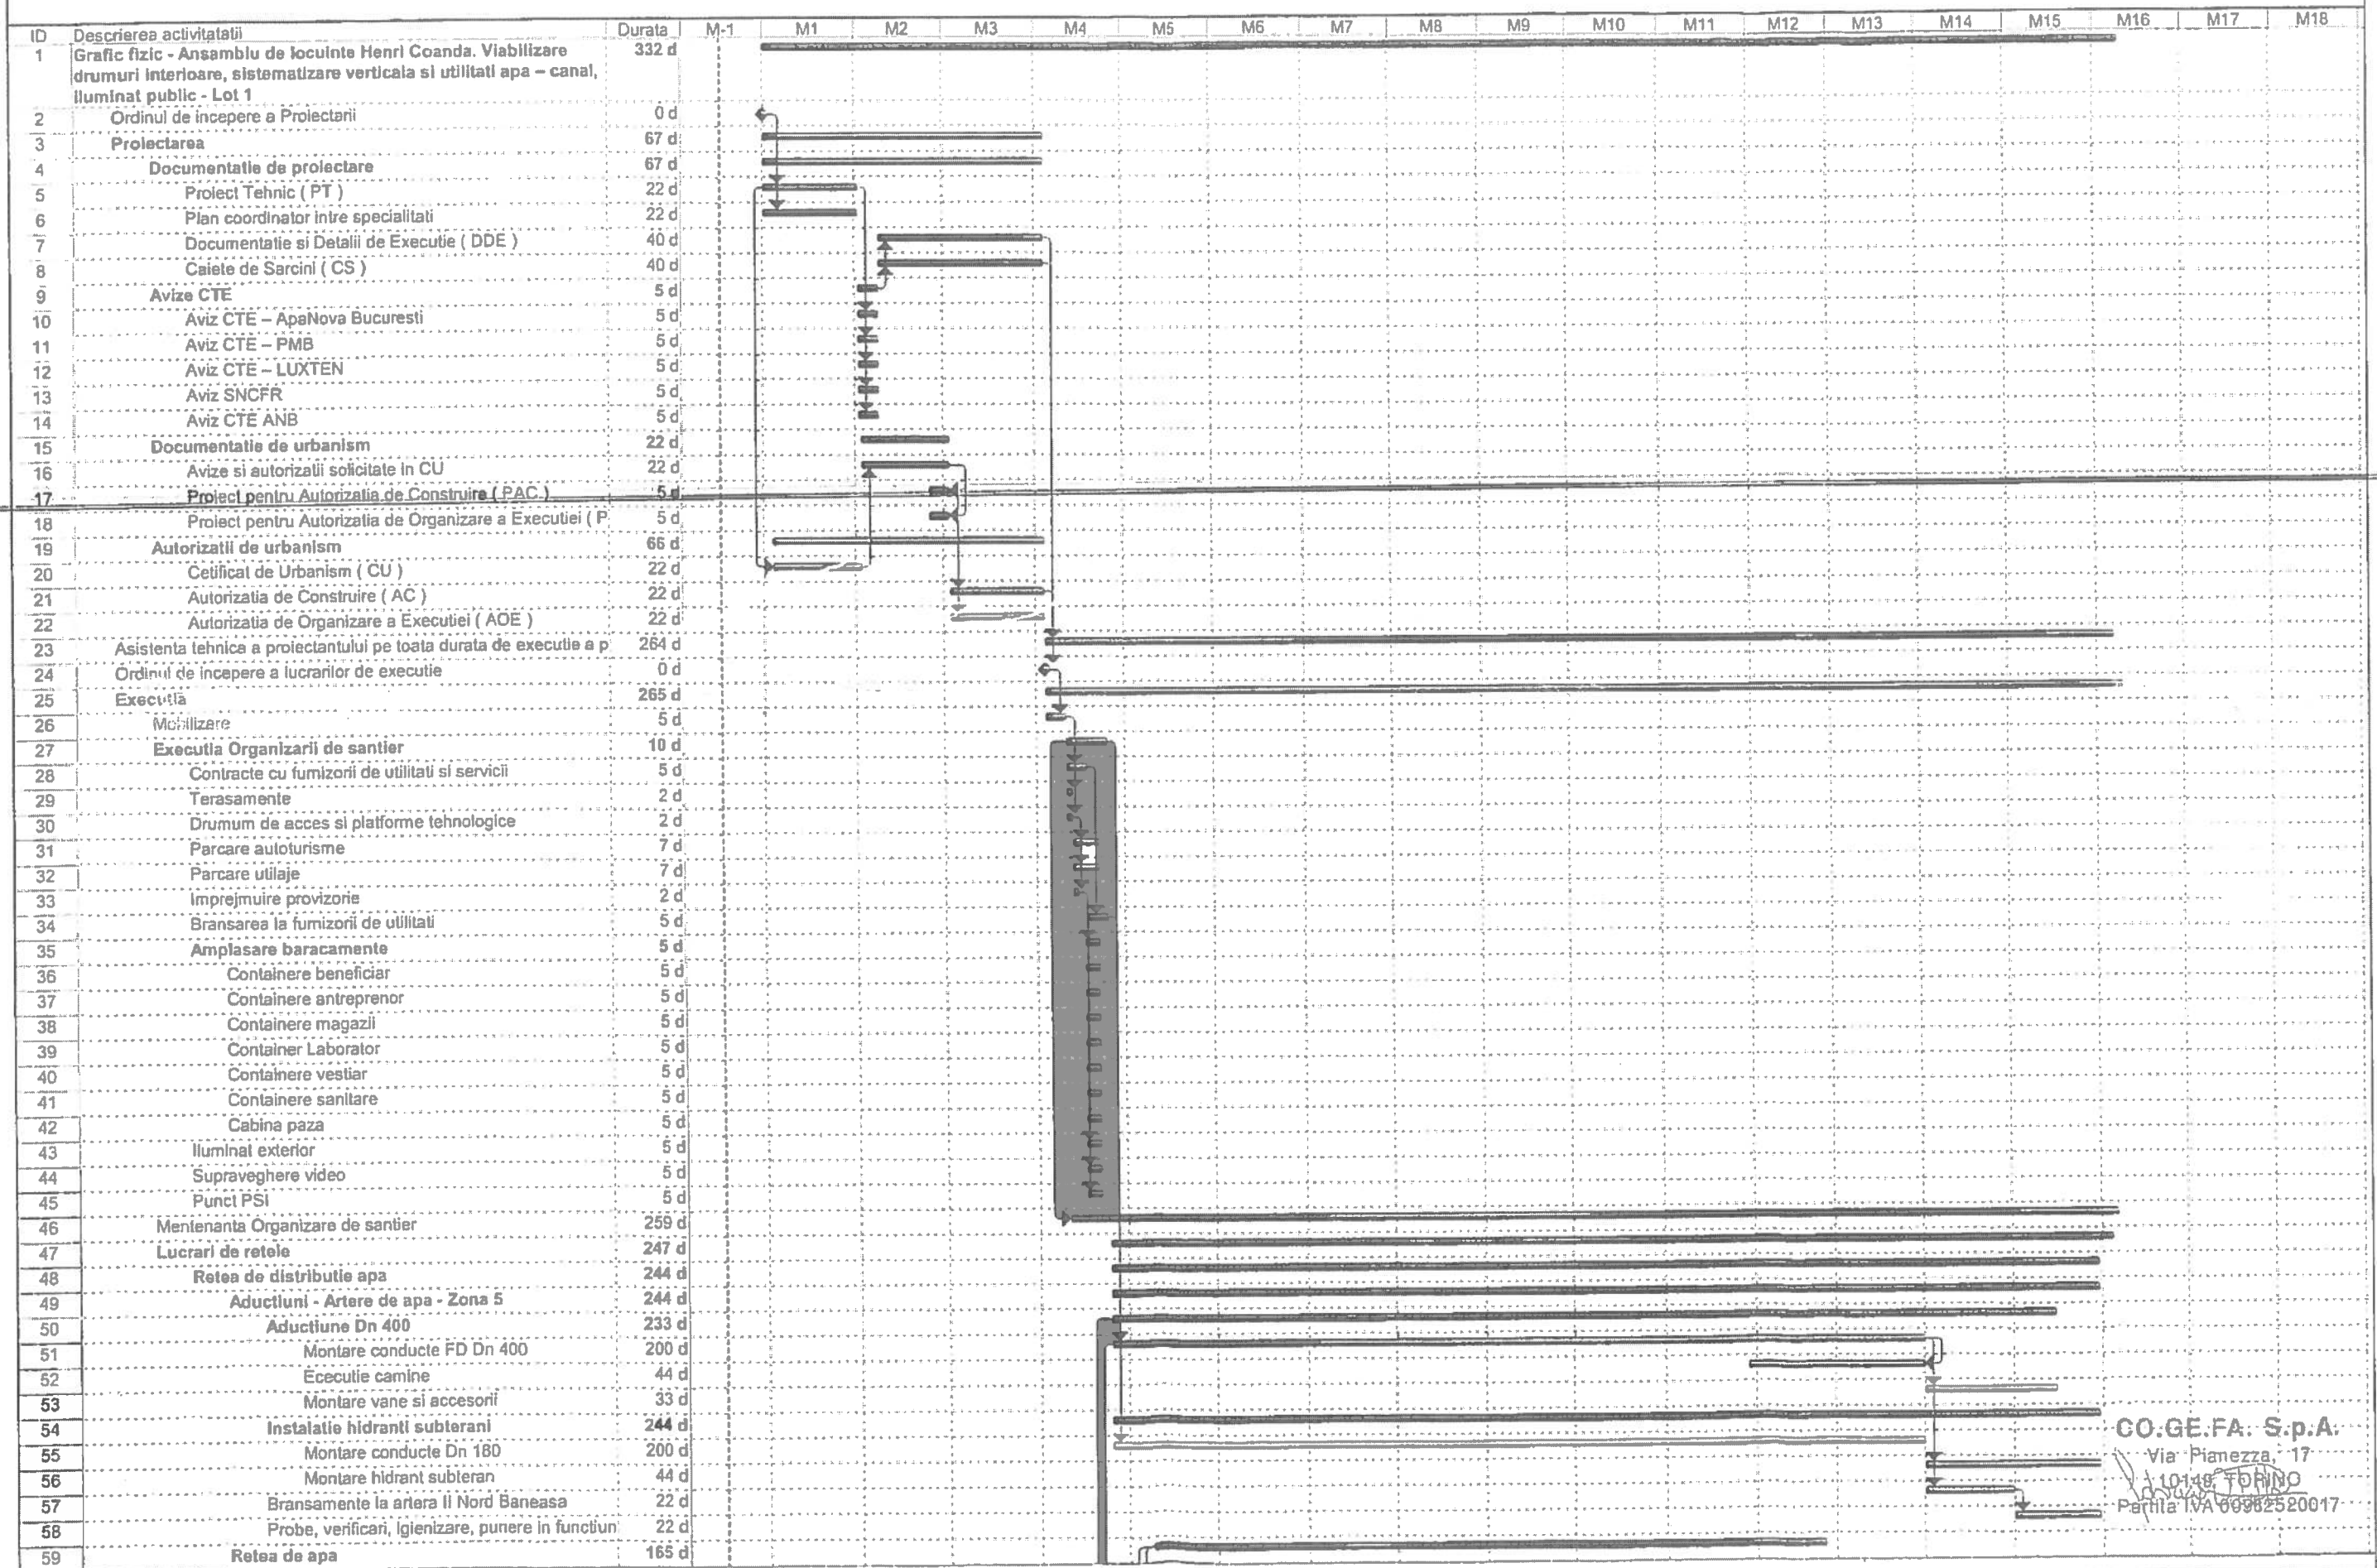 ID Descrierea activitatatii Durata M-1 M1 M2 M3 M4 M5 M6 M7 M8 M9 M10 M11 M12 M13 M14 M15 M16 M17 M18
1 Grafic fizic - Ansamblu de locuinte Henri Coanda. Viabilizare 332 d
drumuri interioare, sistematizare verticala si utilitati apa – canal,
iluminat public - Lot 1
2 Ordinul de incepere a Proiectarii 0 d
3 Proiectarea 67 d
4 Documentatie de proiectare 67 d
5 Proiect Tehnic ( PT ) 22 d
6 Plan coordinator intre specialitati 22 d
7 Documentatie si Detalii de Executie ( DDE ) 40 d
8 Caiete de Sarcini ( CS ) 40 d
9 Avize CTE 5 d
10 Aviz CTE – ApaNova Bucuresti 5 d
11 Aviz CTE – PMB 5 d
12 Aviz CTE – LUXTEN 5 d
13 Aviz SNCFR 5 d
14 Aviz CTE ANB 5 d
15 Documentatie de urbanism 22 d
16 Avize si autorizatii solicitate in CU 22 d
17 Proiect pentru Autorizatia de Construire ( PAC ) 5 d
18 Proiect pentru Autorizatia de Organizare a Executiei ( P 5 d
19 Autorizatii de urbanism 66 d
20 Cetificat de Urbanism ( CU ) 22 d
21 Autorizatia de Construire ( AC ) 22 d
22 Autorizatia de Organizare a Executiei ( AOE ) 22 d
23 Asistenta tehnica a proiectantului pe toata durata de executie a p 264 d
24 Ordinul de incepere a lucrarilor de executie 0 d
25 Executia 265 d
26 Mobilizare 5 d
27 Executia Organizarii de santier 10 d
28 Contracte cu furnizorii de utilitati si servicii 5 d
29 Terasamente 2 d
30 Drumum de acces si platforme tehnologice 2 d
31 Parcare autoturisme 7 d
32 Parcare utilaje 7 d
33 Imprejmuire provizorie 2 d
34 Bransarea la furnizorii de utilitati 5 d
35 Amplasare baracamente 5 d
36 Containere beneficiar 5 d
37 Containere antreprenor 5 d
38 Containere magazii 5 d
39 Container Laborator 5 d
40 Containere vestiar 5 d
41 Containere sanitare 5 d
42 Cabina paza 5 d
43 Iluminat exterior 5 d
44 Supraveghere video 5 d
45 Punct PSI 5 d
46 Mentenanta Organizare de santier 259 d
47 Lucrari de retele 247 d
48 Retea de distributie apa 244 d
49 Aductiuni - Artere de apa - Zona 5 244 d
50 Aductiune Dn 400 233 d
51 Montare conducte FD Dn 400 200 d
52 Ececutie camine 44 d
53 Montare vane si accesorii 33 d
54 Instalatie hidranti subterani 244 d
55 Montare conducte Dn 180 200 d
56 Montare hidrant subteran 44 d
57 Bransamente la artera II Nord Baneasa 22 d
58 Probe, verificari, igienizare, punere in functiun 22 d
59 Retea de apa 165 d
CO.GE.FA. S.p.A.
Via Pianezza, 17
10149 TORINO
Partita IVA 00962520017